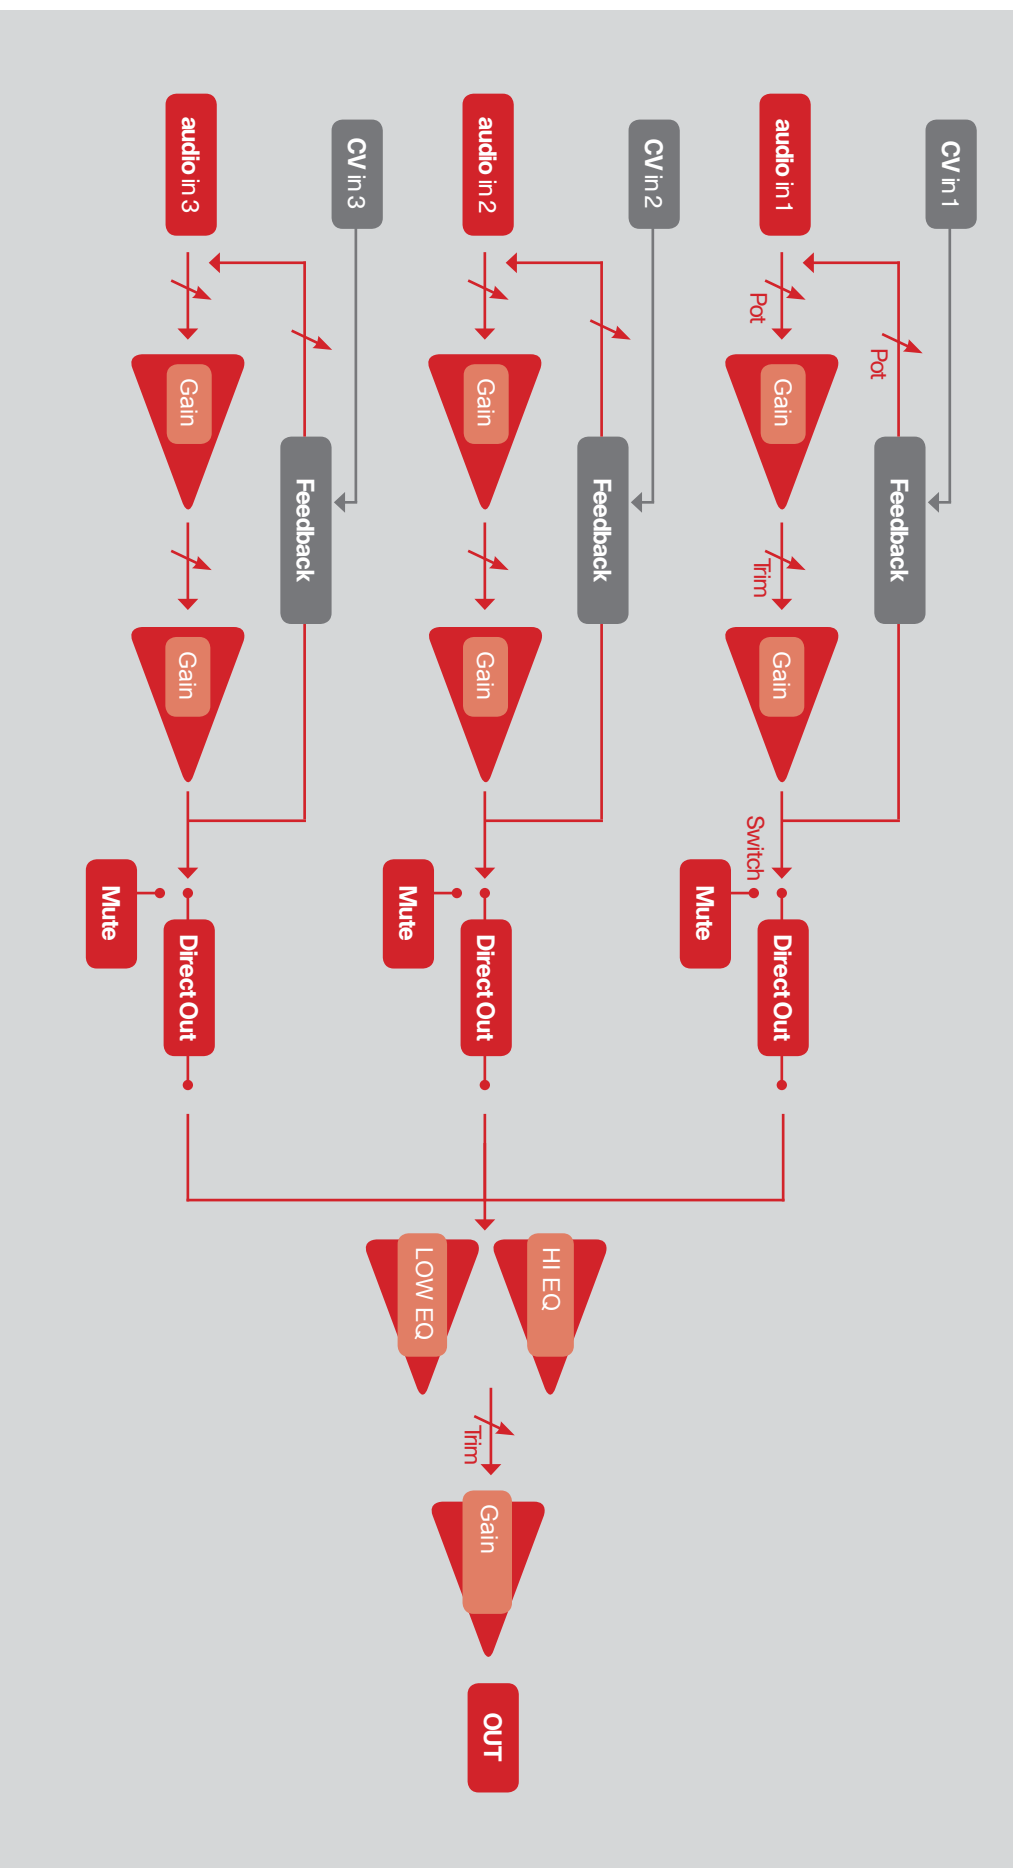 CV in 1
Pot
Feedback
audio in 1
Pot
Gain
Trim
Gain
Switch
Mute
Direct Out
CV in 2
Feedback
audio in 2
Gain
Gain
Mute
Direct Out
CV in 3
Feedback
audio in 3
Gain
Gain
Mute
Direct Out
HI EQ
LOW EQ
Trim
Gain
OUT